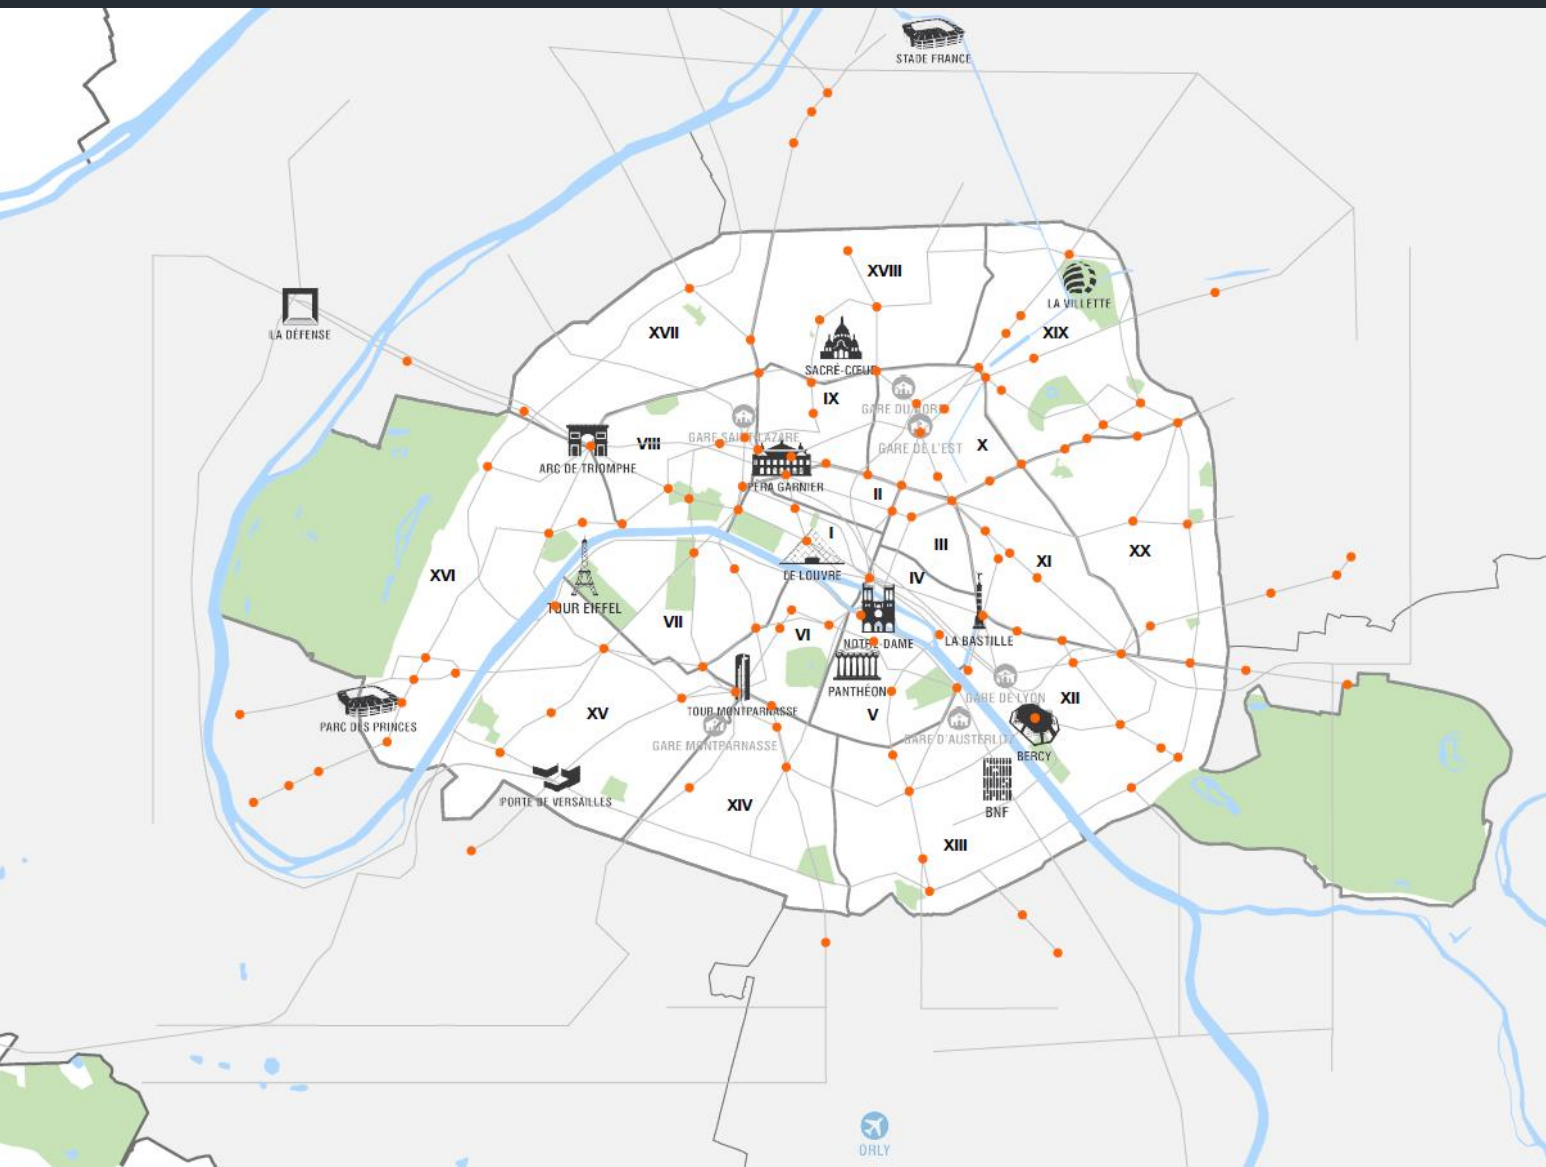 STADE FRANCE
XVIII
LA VILLETTE
LA DÉFENSE
XVII
XIX
SACRÉ-CŒUR
IX
GARE DU NORD
GARE SAINT-LAZARE
VIII
X
GARE DE L'EST
ARC DE TRIOMPHE
OPÉRA GARNIER
II
I
III
XI
XX
XVI
LE LOUVRE
IV
TOUR EIFFEL
VII
VI
NOTRE-DAME
LA BASTILLE
PANTHÉON
GARE DE LYON
XII
TOUR MONTPARNASSE
XV
V
PARC DES PRINCES
GARE D'AUSTERLITZ
GARE MONTPARNASSE
BERCY
PORTE DE VERSAILLES
XIV
BNF
XIII
ORLY